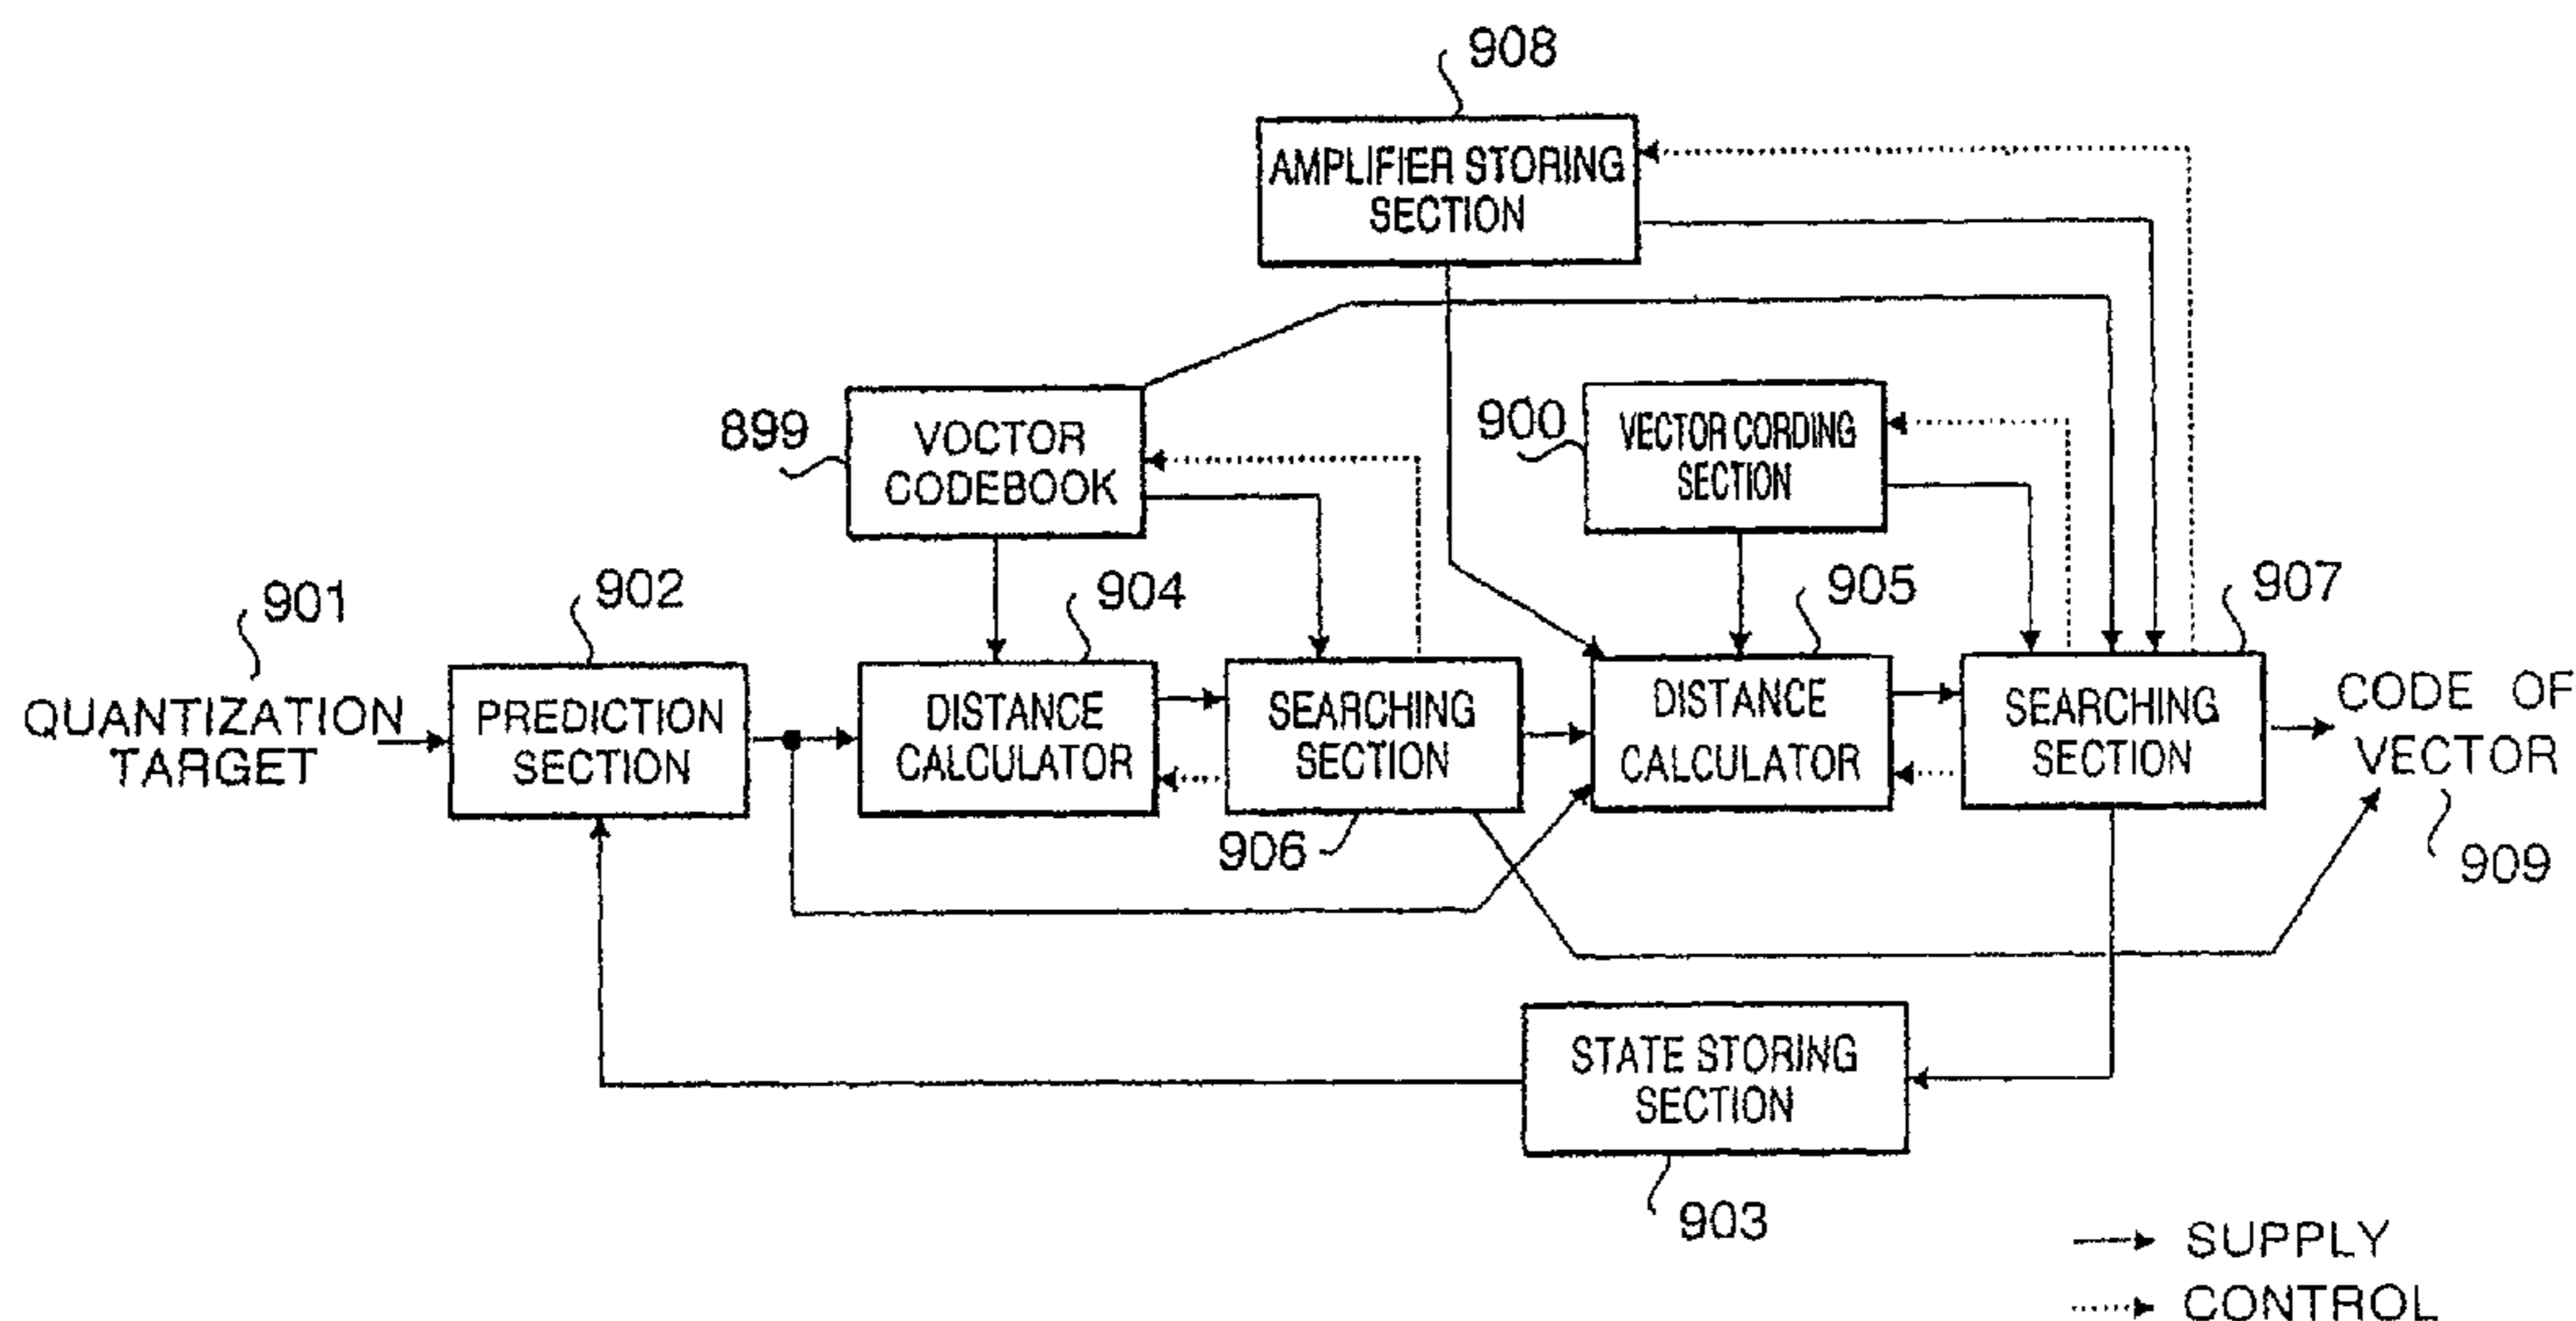 908
AMPLIFIER STORING
SECTION
899
VOCTOR
CODEBOOK
900
VECTOR CORDING
SECTION
901
QUANTIZATION
TARGET
902
PREDICTION
SECTION
904
DISTANCE
CALCULATOR
SEARCHING
SECTION
906
905
DISTANCE
CALCULATOR
907
SEARCHING
SECTION
CODE OF
VECTOR
909
STATE STORING
SECTION
903
SUPPLY
CONTROL